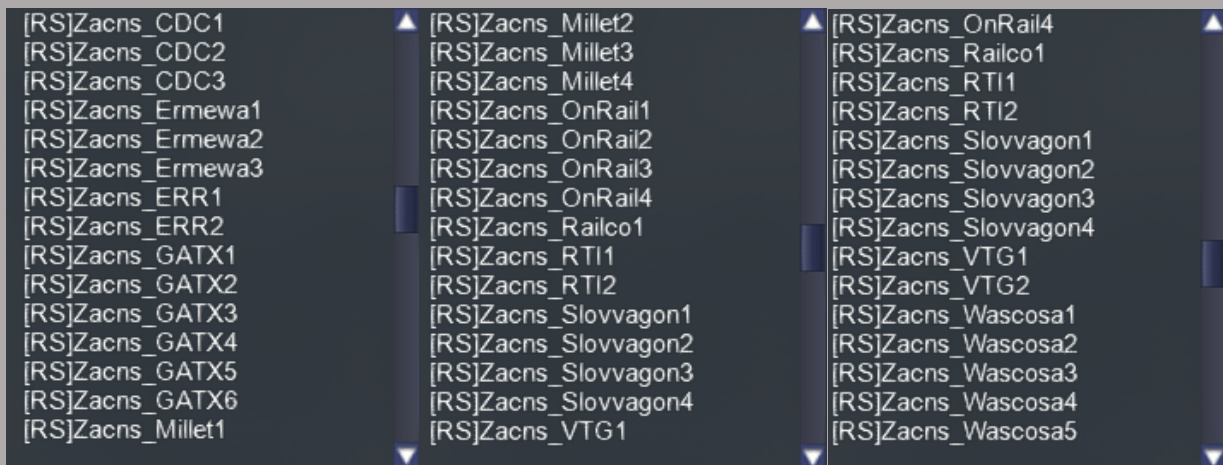 [RS]Zacns_CDC1
[RS]Zacns_CDC2
[RS]Zacns_CDC3
[RS]Zacns_Ermewa1
[RS]Zacns_Ermewa2
[RS]Zacns_Ermewa3
[RS]Zacns_ERR1
[RS]Zacns_ERR2
[RS]Zacns_GATX1
[RS]Zacns_GATX2
[RS]Zacns_GATX3
[RS]Zacns_GATX4
[RS]Zacns_GATX5
[RS]Zacns_GATX6
[RS]Zacns_Millet1
[RS]Zacns_Millet2
[RS]Zacns_Millet3
[RS]Zacns_Millet4
[RS]Zacns_OnRail1
[RS]Zacns_OnRail2
[RS]Zacns_OnRail3
[RS]Zacns_OnRail4
[RS]Zacns_Railco1
[RS]Zacns_RTI1
[RS]Zacns_RTI2
[RS]Zacns_Slovvagon1
[RS]Zacns_Slovvagon2
[RS]Zacns_Slovvagon3
[RS]Zacns_Slovvagon4
[RS]Zacns_VTG1
[RS]Zacns_OnRail4
[RS]Zacns_Railco1
[RS]Zacns_RTI1
[RS]Zacns_RTI2
[RS]Zacns_Slovvagon1
[RS]Zacns_Slovvagon2
[RS]Zacns_Slovvagon3
[RS]Zacns_Slovvagon4
[RS]Zacns_VTG1
[RS]Zacns_VTG2
[RS]Zacns_Wascosa1
[RS]Zacns_Wascosa2
[RS]Zacns_Wascosa3
[RS]Zacns_Wascosa4
[RS]Zacns_Wascosa5